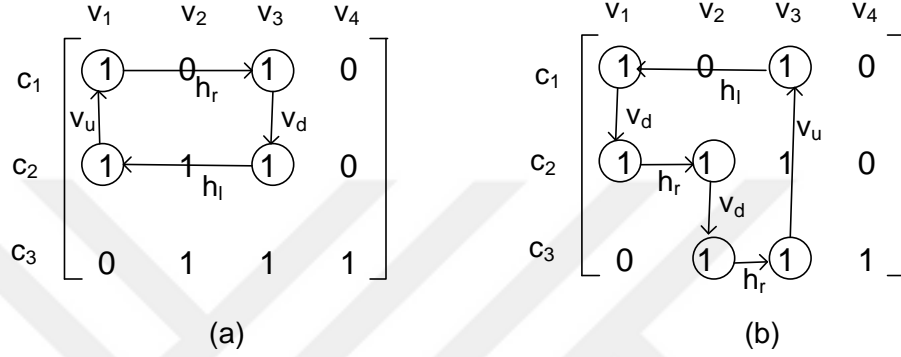 v1 v2 v3 v4 v1 v2 v3 v4
c1 1 0 1 0 c1 1 0 1 0
hr hl
vu vd vd vu
c2 1 1 1 0 c2 1 1 1 0
hl hr
vd
c3 0 1 1 1 c3 0 1 1 1
hr
(a) (b)